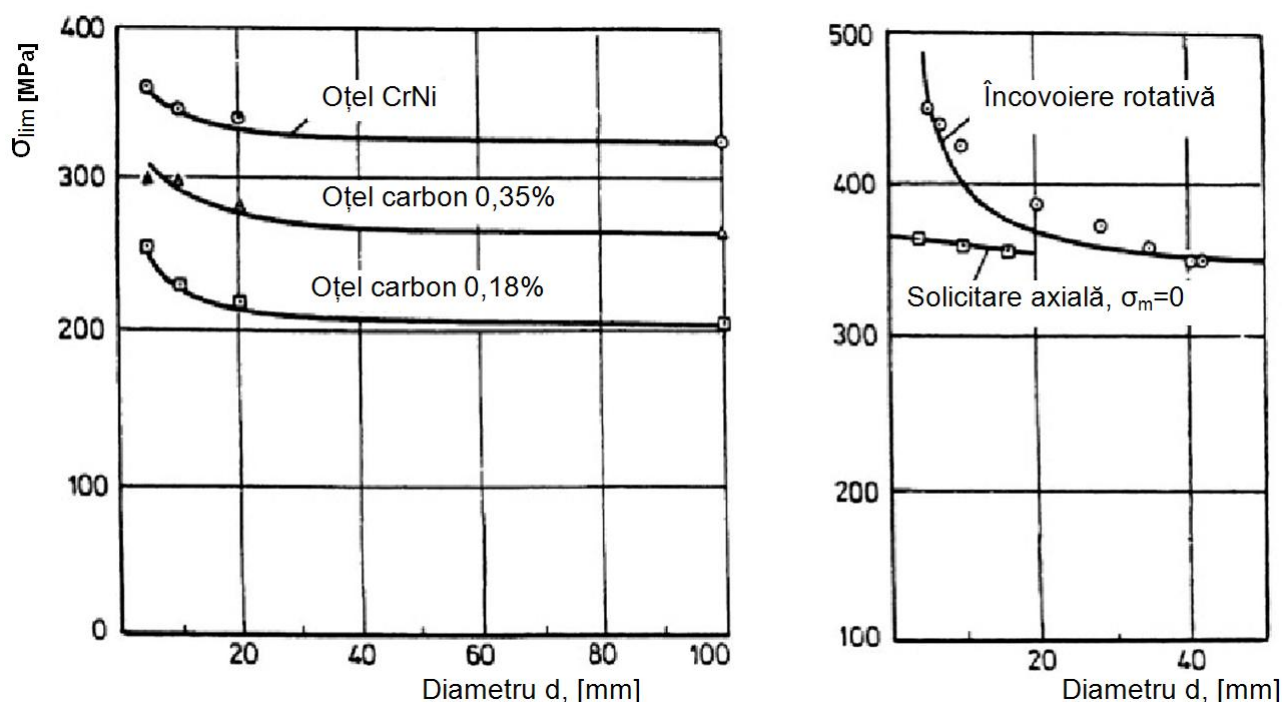 400
300
200
100
0
σlim [MPa]
Oțel CrNi
Oțel carbon 0,35%
Oțel carbon 0,18%
20 40 60 80 100
Diametru d, [mm]
500
400
300
200
100
Încovoiere rotativă
Solicitare axială, σm=0
20 40
Diametru d, [mm]